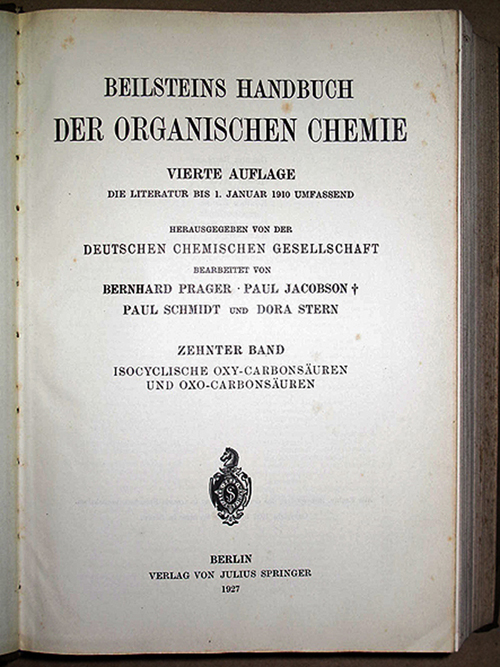 BEILSTEINS HANDBUCH
DER ORGANISCHEN CHEMIE
VIERTE AUFLAGE
DIE LITERATUR BIS 1. JANUAR 1910 UMFASSEND
HERAUSGEGEBEN VON DER
DEUTSCHEN CHEMISCHEN GESELLSCHAFT
BEARBEITET VON
BERNHARD PRAGER · PAUL JACOBSON †
PAUL SCHMIDT UND DORA STERN
ZEHNTER BAND
ISOCYCLISCHE OXY-CARBONSÄUREN
UND OXO-CARBONSÄUREN
BERLIN
VERLAG VON JULIUS SPRINGER
1927